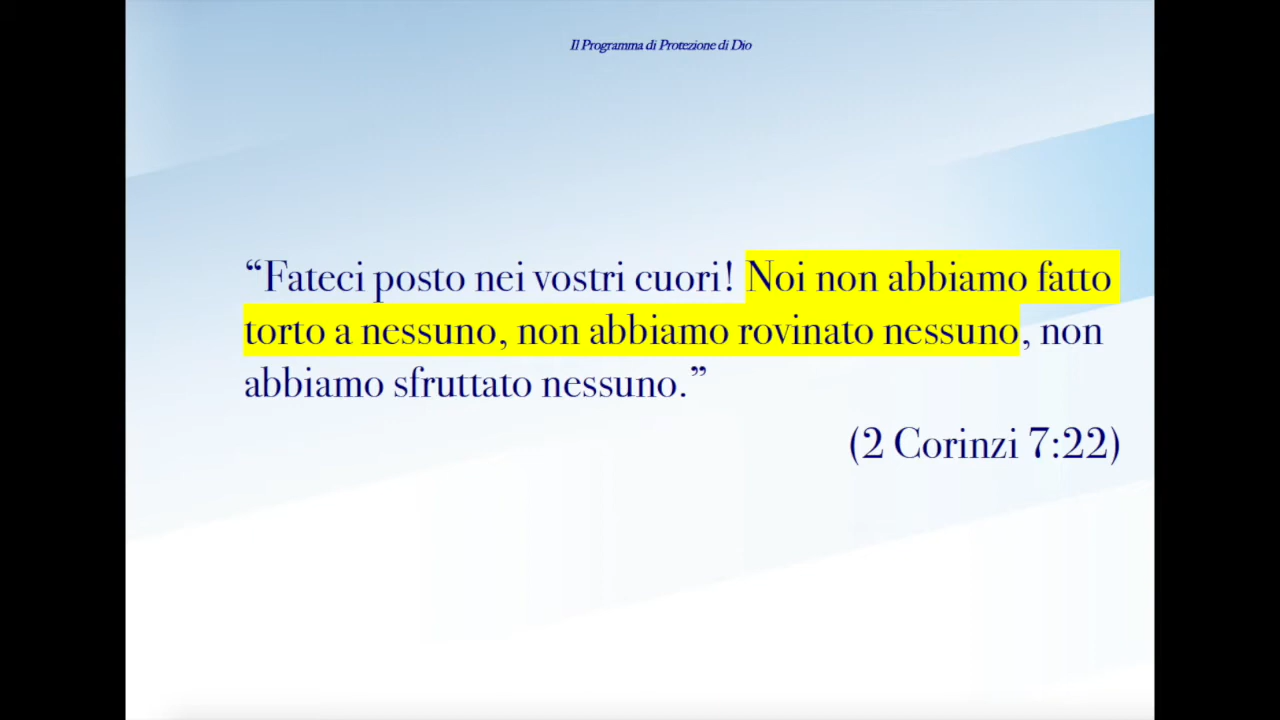 Il Programma di Protezione di Dio
“Fateci posto nei vostri cuori! Noi non abbiamo fatto
torto a nessuno, non abbiamo rovinato nessuno, non
abbiamo sfruttato nessuno.”
(2 Corinzi 7:22)